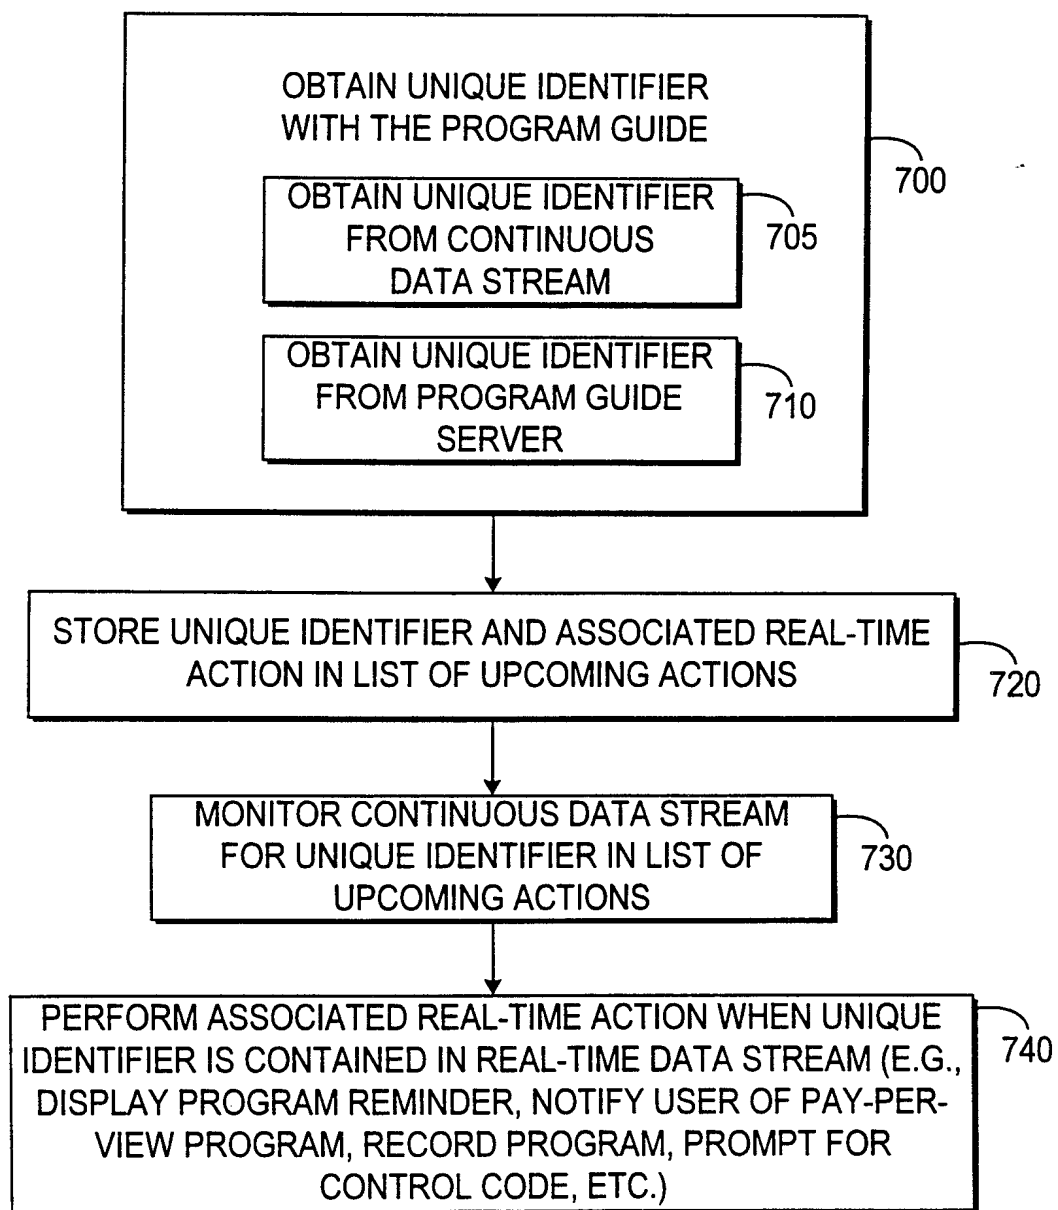 OBTAIN UNIQUE IDENTIFIER
WITH THE PROGRAM GUIDE
700
OBTAIN UNIQUE IDENTIFIER
FROM CONTINUOUS
DATA STREAM
705
OBTAIN UNIQUE IDENTIFIER
FROM PROGRAM GUIDE
SERVER
710
STORE UNIQUE IDENTIFIER AND ASSOCIATED REAL-TIME
ACTION IN LIST OF UPCOMING ACTIONS
720
MONITOR CONTINUOUS DATA STREAM
FOR UNIQUE IDENTIFIER IN LIST OF
UPCOMING ACTIONS
730
PERFORM ASSOCIATED REAL-TIME ACTION WHEN UNIQUE
IDENTIFIER IS CONTAINED IN REAL-TIME DATA STREAM (E.G.,
DISPLAY PROGRAM REMINDER, NOTIFY USER OF PAY-PER-
VIEW PROGRAM, RECORD PROGRAM, PROMPT FOR
CONTROL CODE, ETC.)
740